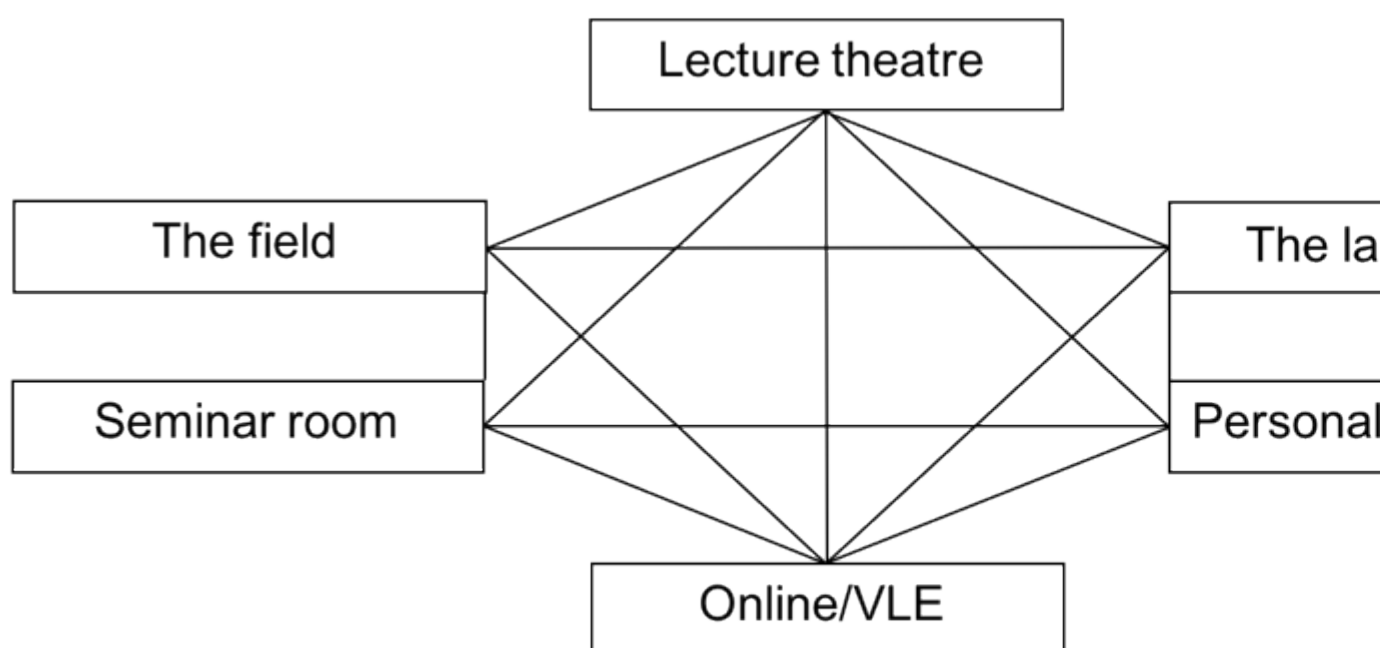 Lecture theatre
The field
The la
Seminar room
Personal
Online/VLE